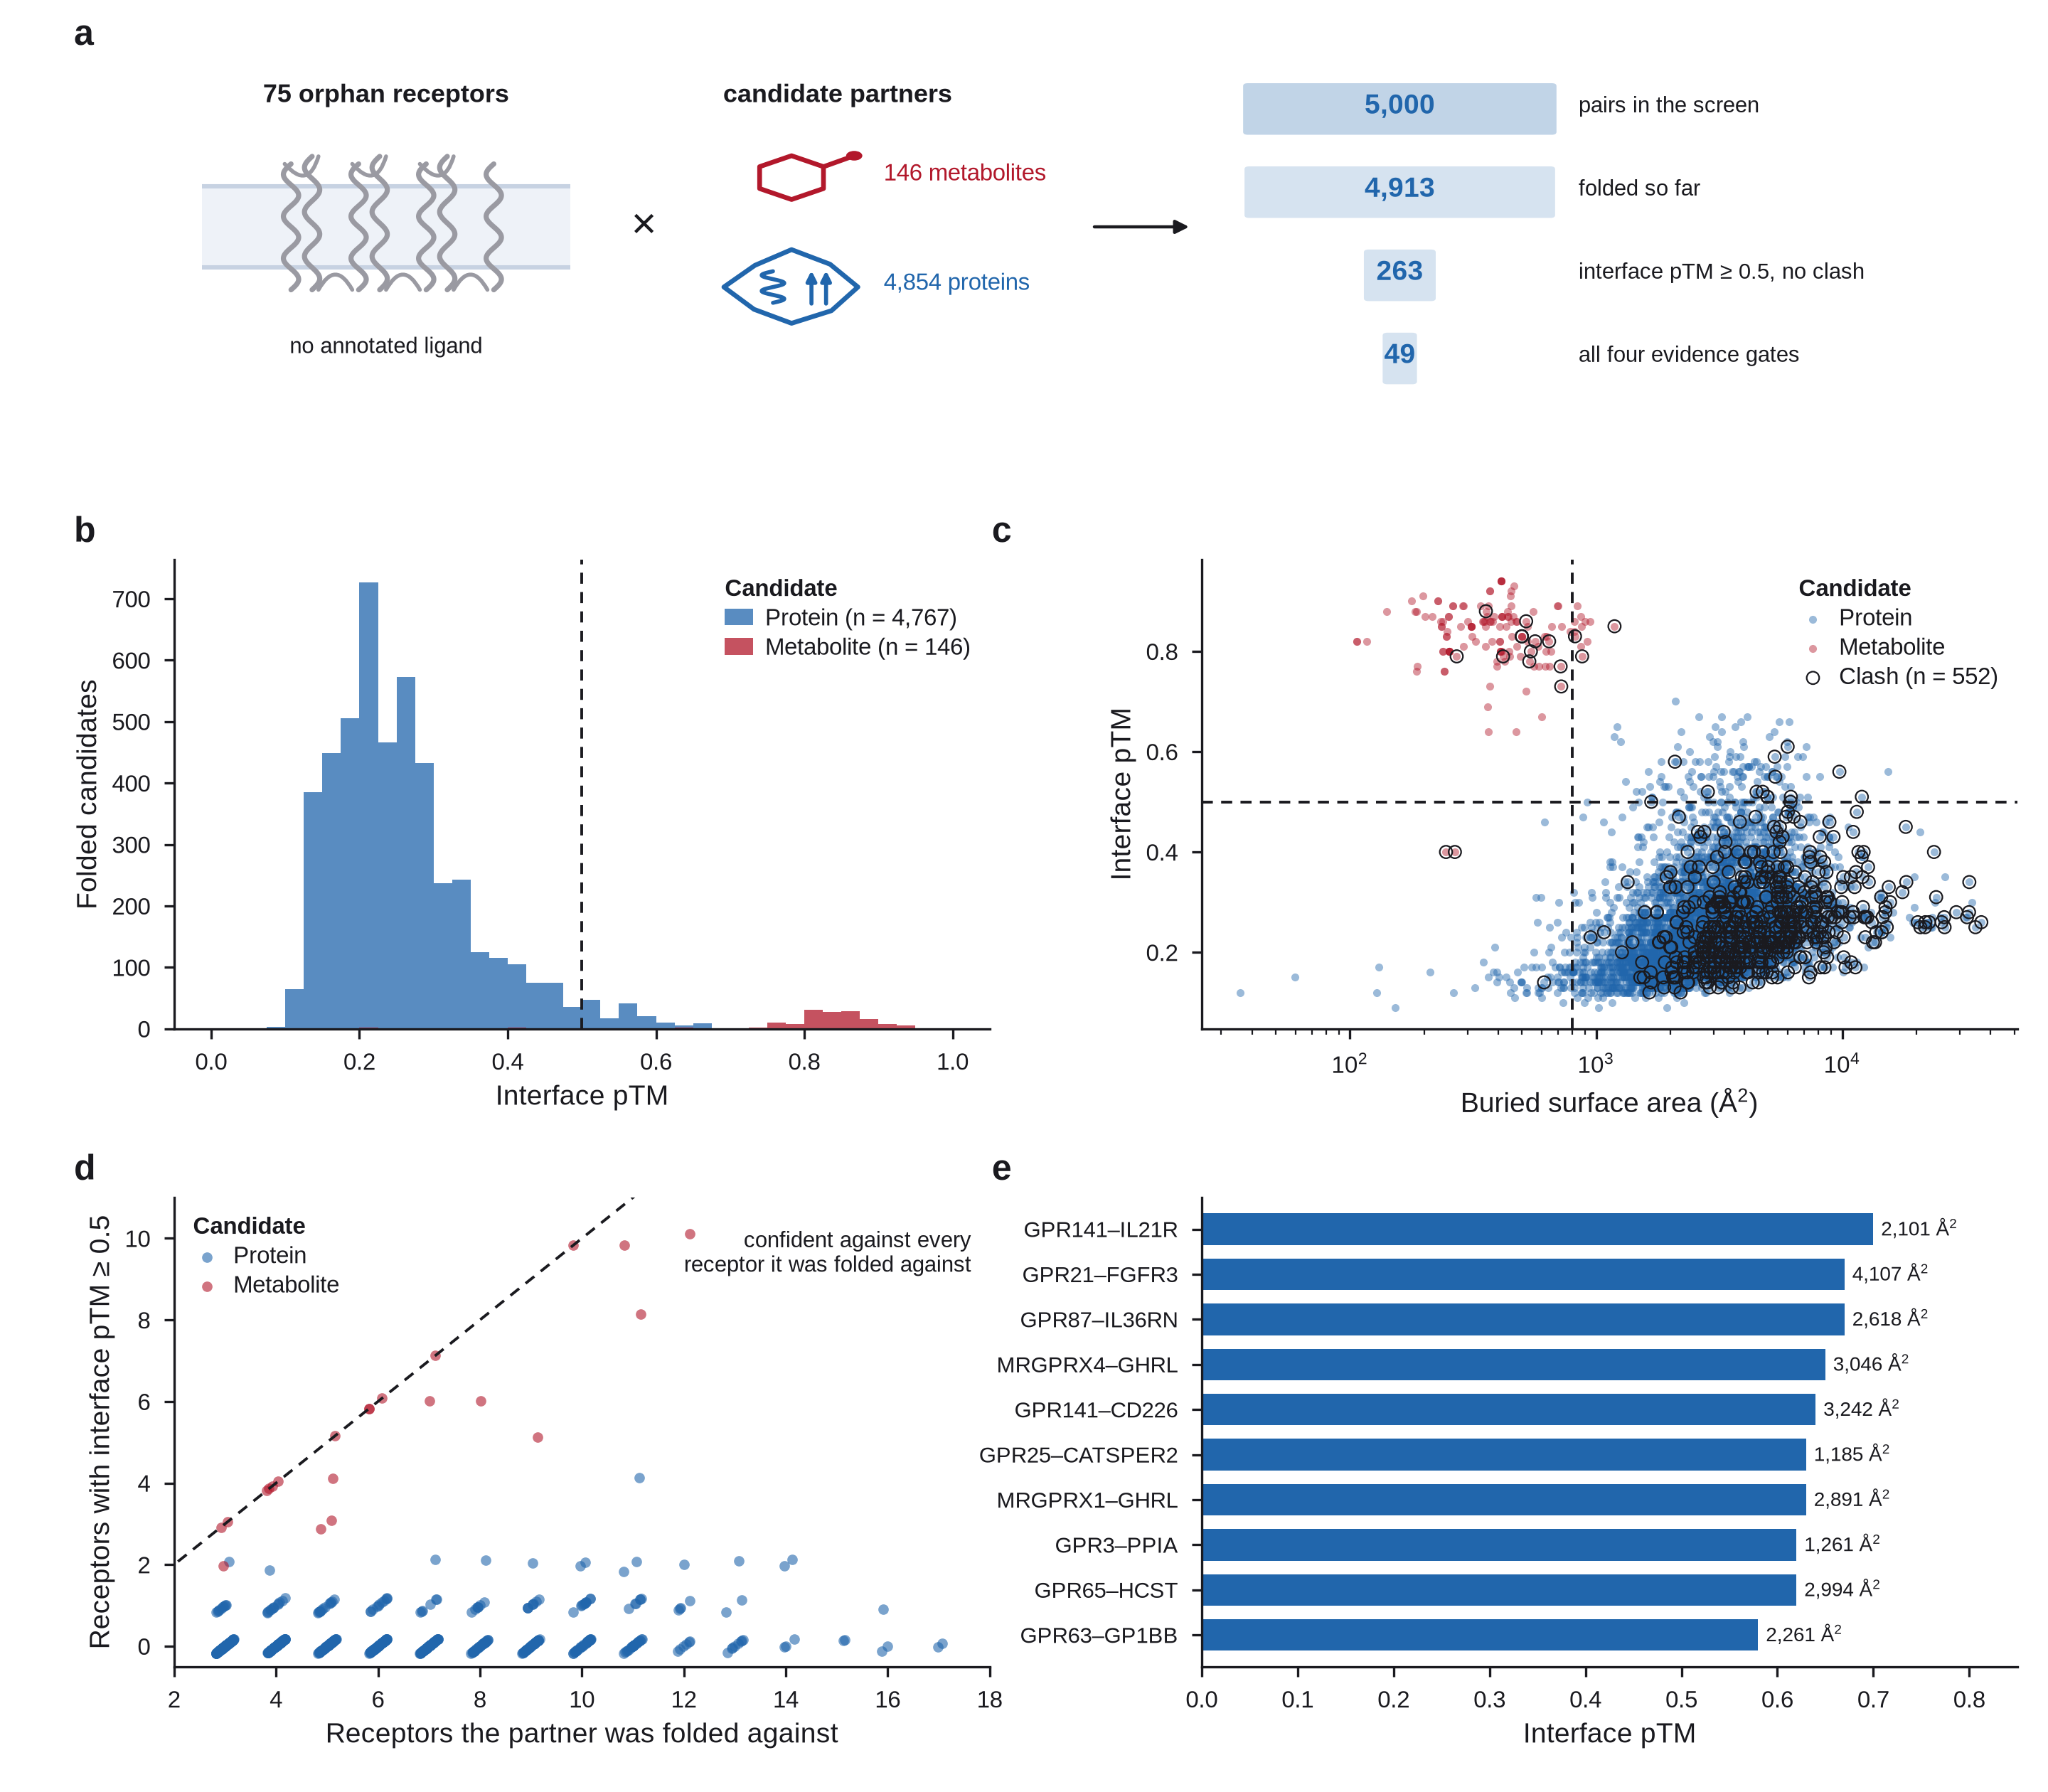 a
75 orphan receptors
candidate partners
no annotated ligand
×
146 metabolites
4,854 proteins
5,000 pairs in the screen
4,913 folded so far
263 interface pTM ≥ 0.5, no clash
49 all four evidence gates
b
Folded candidates
700
600
500
400
300
200
100
0
0.0 0.2 0.4 0.6 0.8 1.0
Interface pTM
Candidate
Protein (n = 4,767)
Metabolite (n = 146)
c
Interface pTM
0.8
0.6
0.4
0.2
10² 10³ 10⁴
Buried surface area (Å²)
Candidate
Protein
Metabolite
Clash (n = 552)
d
Receptors with interface pTM ≥ 0.5
10
8
6
4
2
0
2 4 6 8 10 12 14 16 18
Receptors the partner was folded against
Candidate
Protein
Metabolite
confident against every
receptor it was folded against
e
GPR141–IL21R 2,101 Å²
GPR21–FGFR3 4,107 Å²
GPR87–IL36RN 2,618 Å²
MRGPRX4–GHRL 3,046 Å²
GPR141–CD226 3,242 Å²
GPR25–CATSPER2 1,185 Å²
MRGPRX1–GHRL 2,891 Å²
GPR3–PPIA 1,261 Å²
GPR65–HCST 2,994 Å²
GPR63–GP1BB 2,261 Å²
0.0 0.1 0.2 0.3 0.4 0.5 0.6 0.7 0.8
Interface pTM